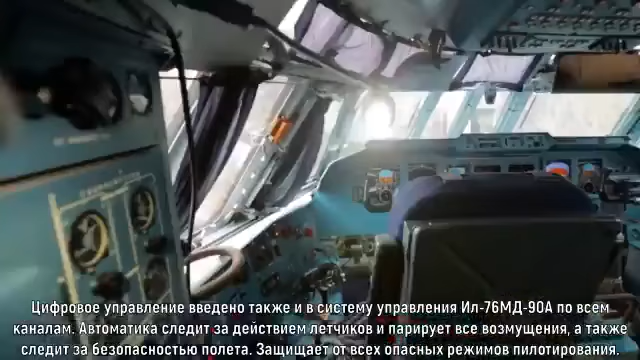 Цифровое управление введено также и в систему управления Ил-76МД-90А по всем
каналам. Автоматика следит за действием летчиков и парирует все возмущения, а также
следит за безопасностью полета. Защищает от всех опасных режимов пилотирования.